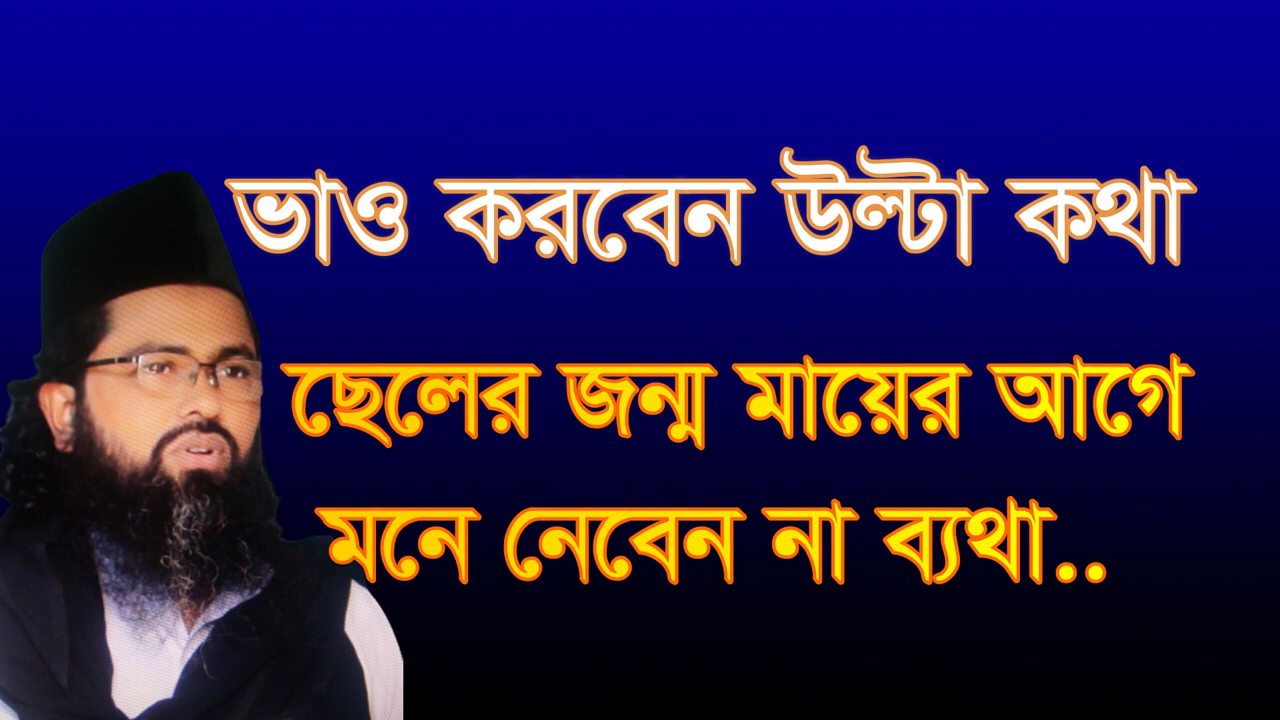 ভাও করবেন উল্টা কথা
ছেলের জন্ম মায়ের আগে
মনে নেবেন না ব্যথা..